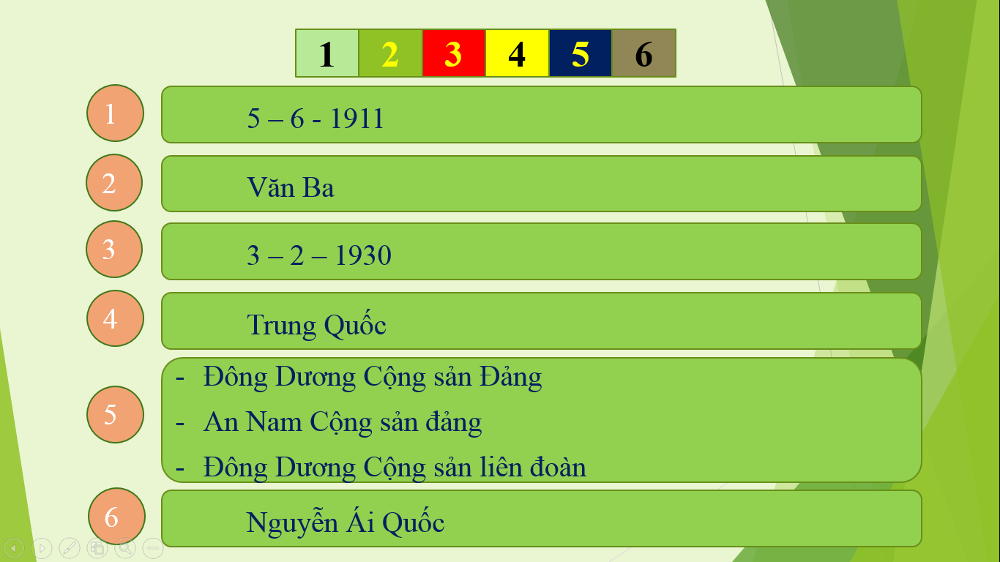 1 2 3 4 5 6
1 5 – 6 - 1911
2 Văn Ba
3 3 – 2 – 1930
4 Trung Quốc
- Đông Dương Cộng sản Đảng
5 - An Nam Cộng sản đảng
- Đông Dương Cộng sản liên đoàn
6 Nguyễn Ái Quốc